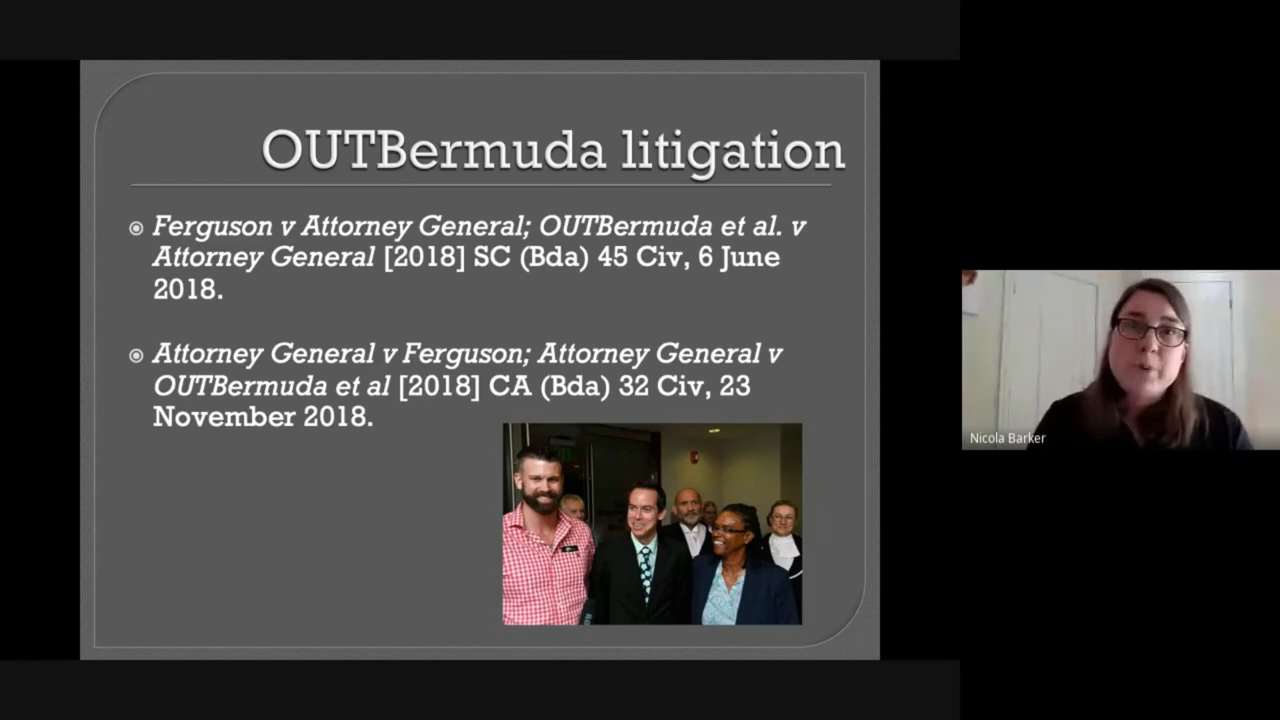 OUTBermuda litigation
Ferguson v Attorney General; OUTBermuda et al. v
Attorney General [2018] SC (Bda) 45 Civ, 6 June
2018.
Attorney General v Ferguson; Attorney General v
OUTBermuda et al [2018] CA (Bda) 32 Civ, 23
November 2018.
Nicola Barker